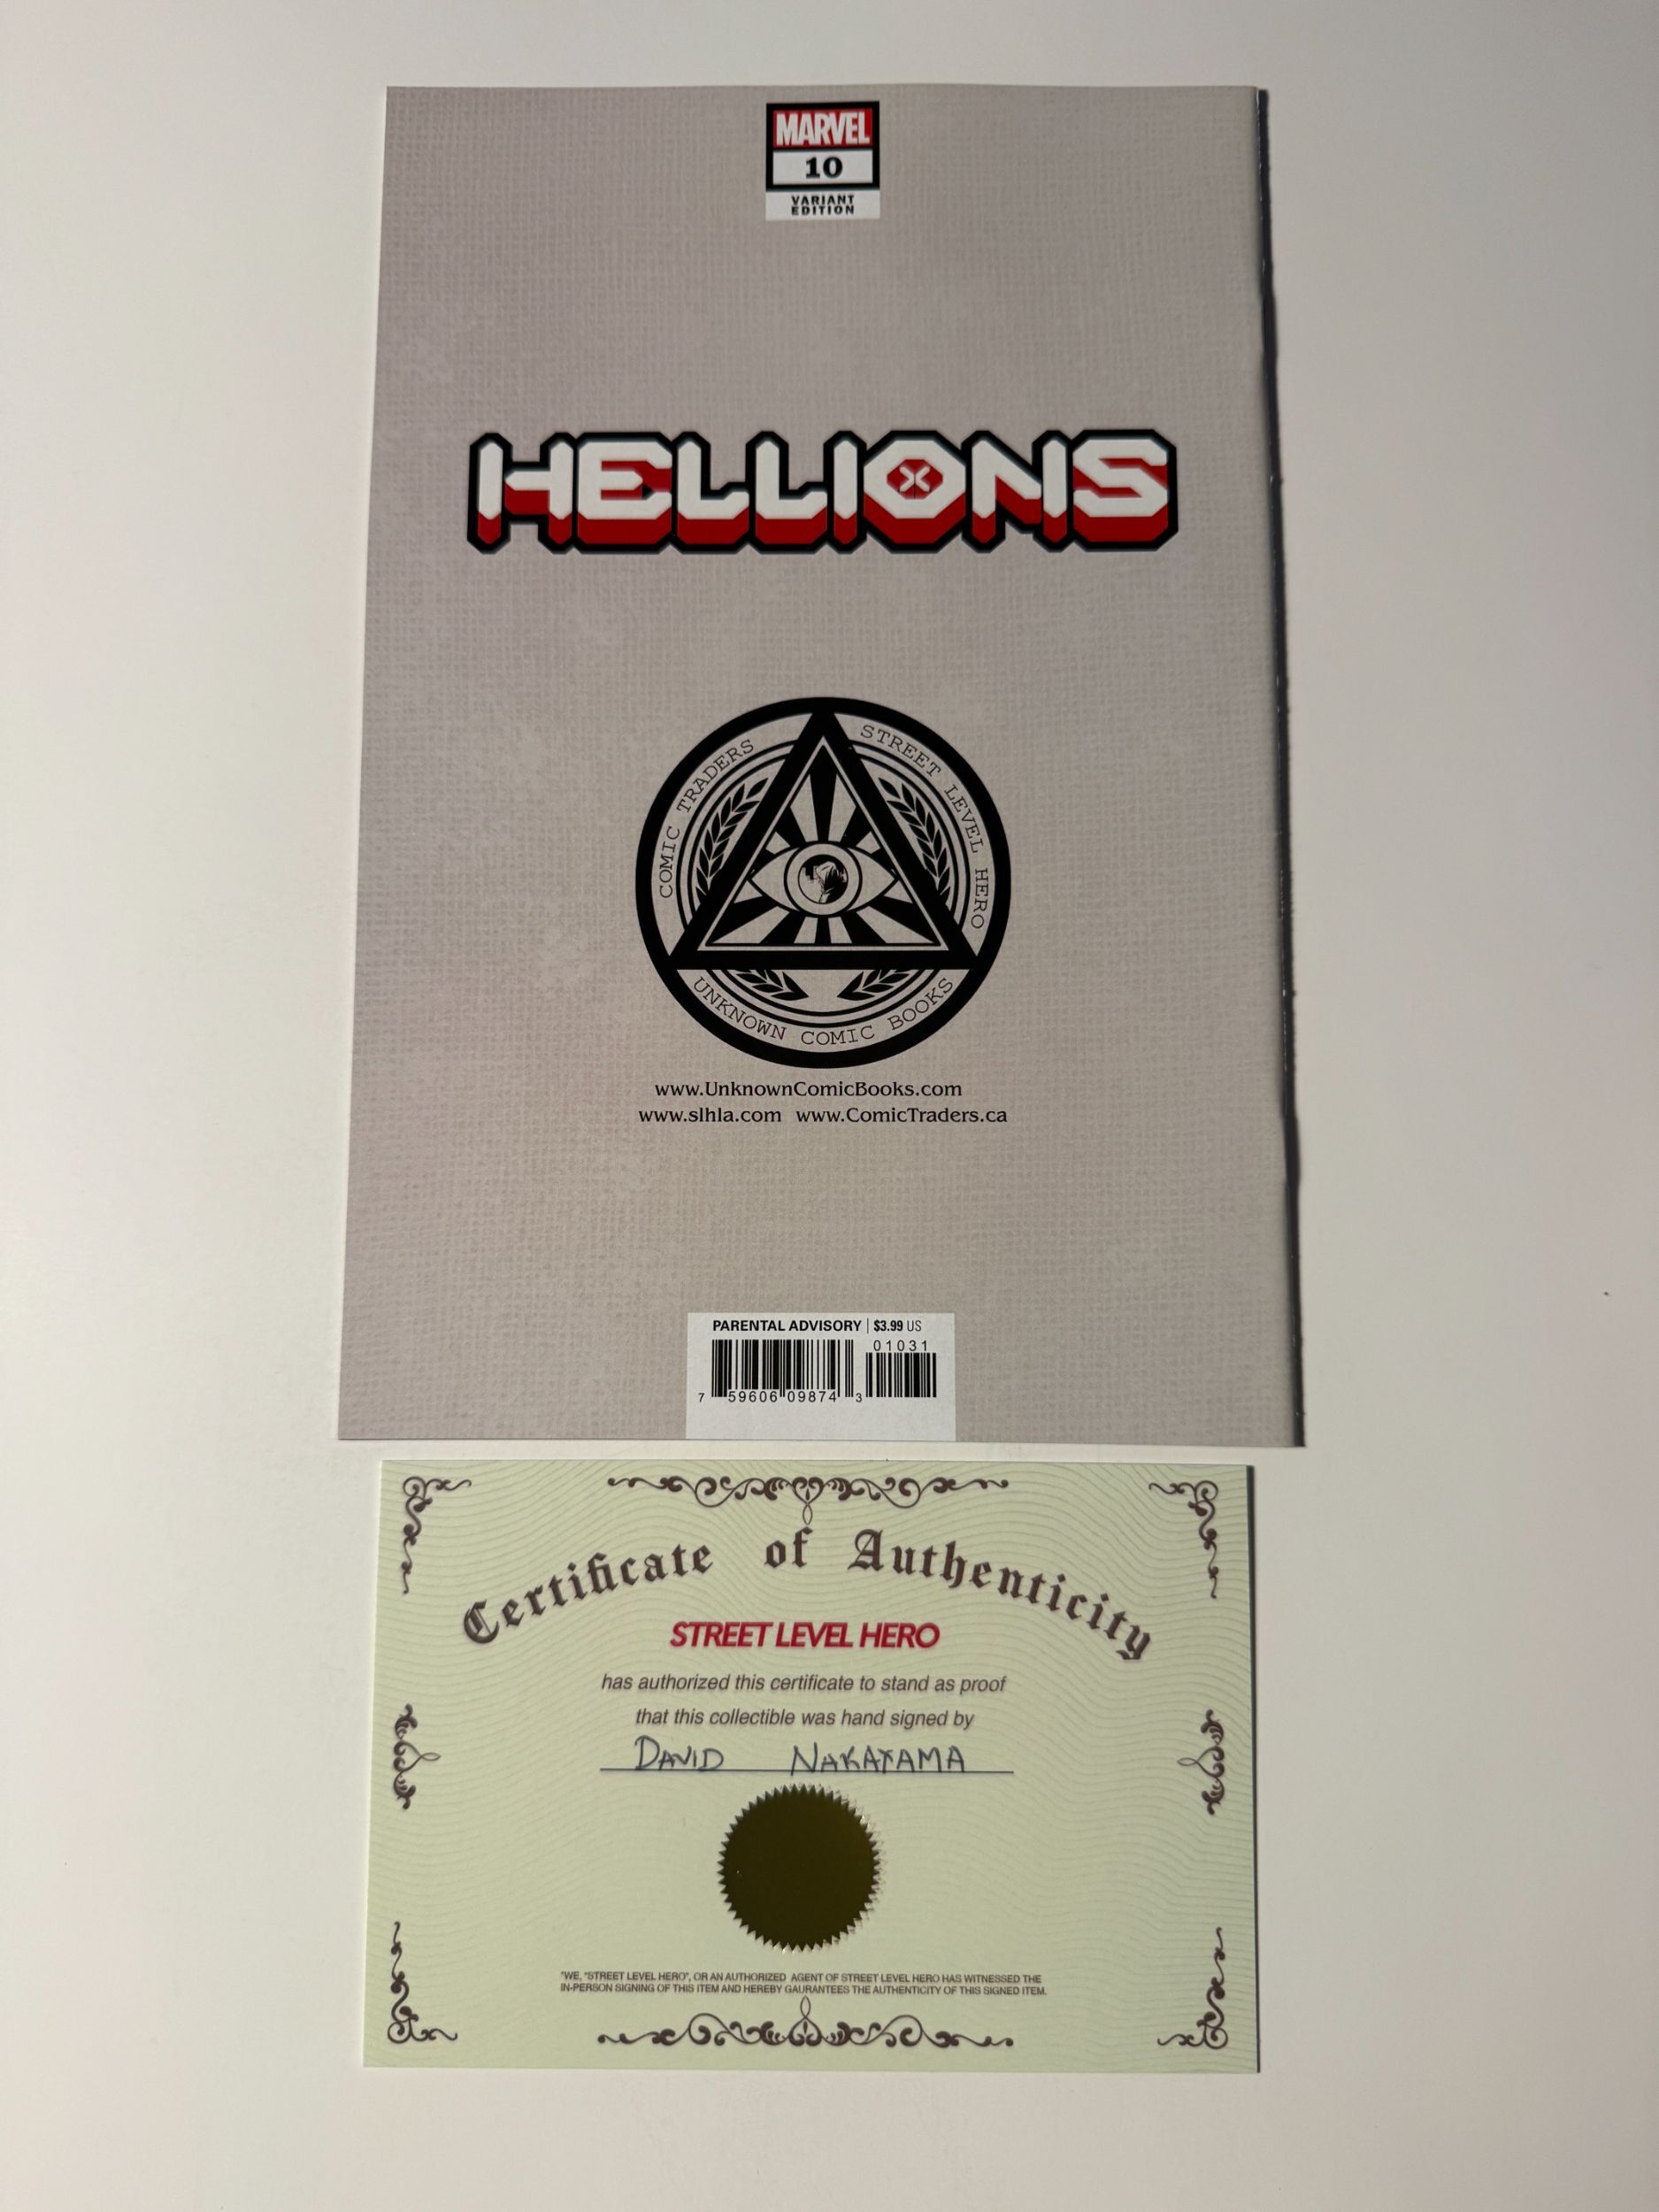 MARVEL
10
VARIANT
EDITION
HELLIONS
COMIC TRADERS
STREET LEVEL HERO
UNKNOWN COMIC BOOKS
www.UnknownComicBooks.com
www.slhla.com www.ComicTraders.ca
PARENTAL ADVISORY | $3.99 US
01031
7 59606 09874 3
Certificate of Authenticity
STREET LEVEL HERO
has authorized this certificate to stand as proof
that this collectible was hand signed by
DAVID NAKAYAMA
"WE, "STREET LEVEL HERO", OR AN AUTHORIZED AGENT OF STREET LEVEL HERO HAS WITNESSED THE
IN-PERSON SIGNING OF THIS ITEM AND HEREBY GAURANTEES THE AUTHENTICITY OF THIS SIGNED ITEM.